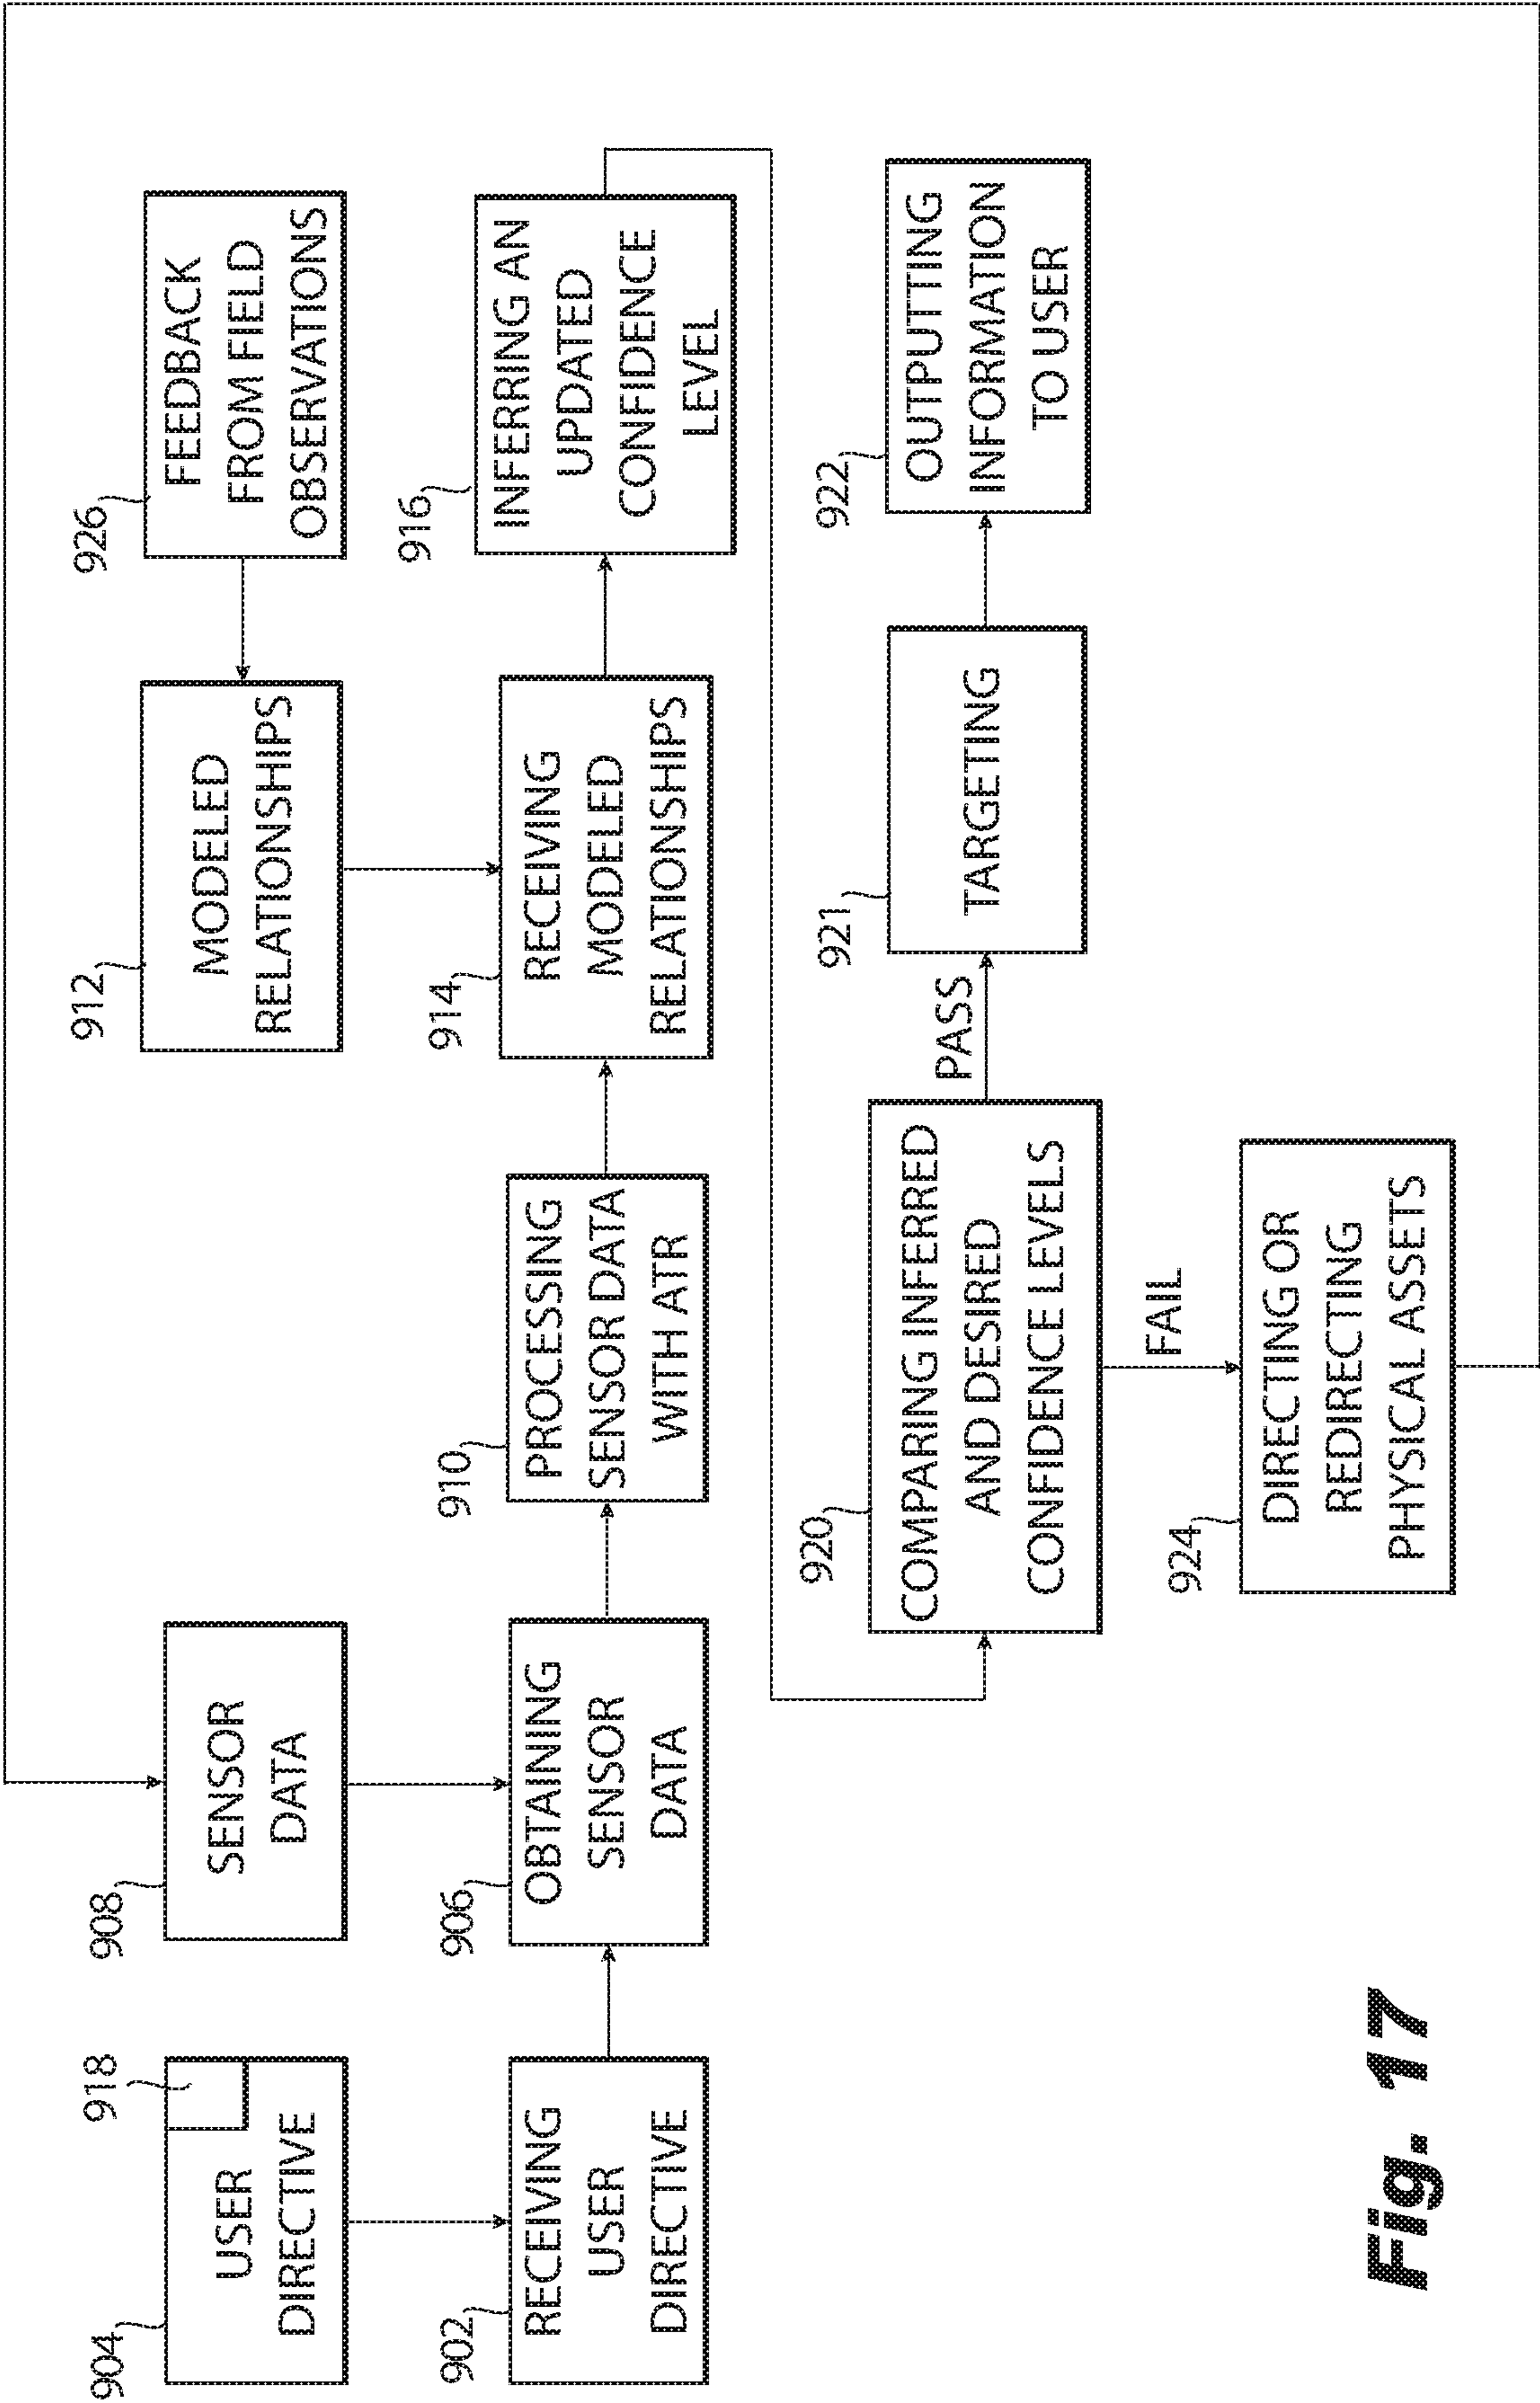 904
918
USER
DIRECTIVE
908
SENSOR
DATA
912
MODELED
RELATIONSHIPS
926
FEEDBACK
FROM FIELD
OBSERVATIONS
902
RECEIVING
USER
DIRECTIVE
906
OBTAINING
SENSOR
DATA
910
PROCESSING
SENSOR DATA
WITH ATR
914
RECEIVING
MODELED
RELATIONSHIPS
916
INFERRING AN
UPDATED
CONFIDENCE
LEVEL
920
COMPARING INFERRED
AND DESIRED
CONFIDENCE LEVELS
PASS
921
TARGETING
922
OUTPUTTING
INFORMATION
TO USER
FAIL
924
DIRECTING OR
REDIRECTING
PHYSICAL ASSETS
Fig. 17